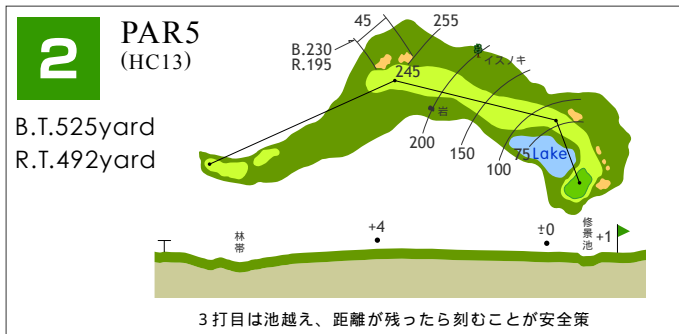 2
PAR5
(HC13)
B.T.525yard
R.T.492yard
45
255
B.230
R.195
245
イスノキ
岩
200
150
100
75
Lake
林帯
+4
±0
修景池
+1
3打目は池越え、距離が残ったら刻むことが安全策